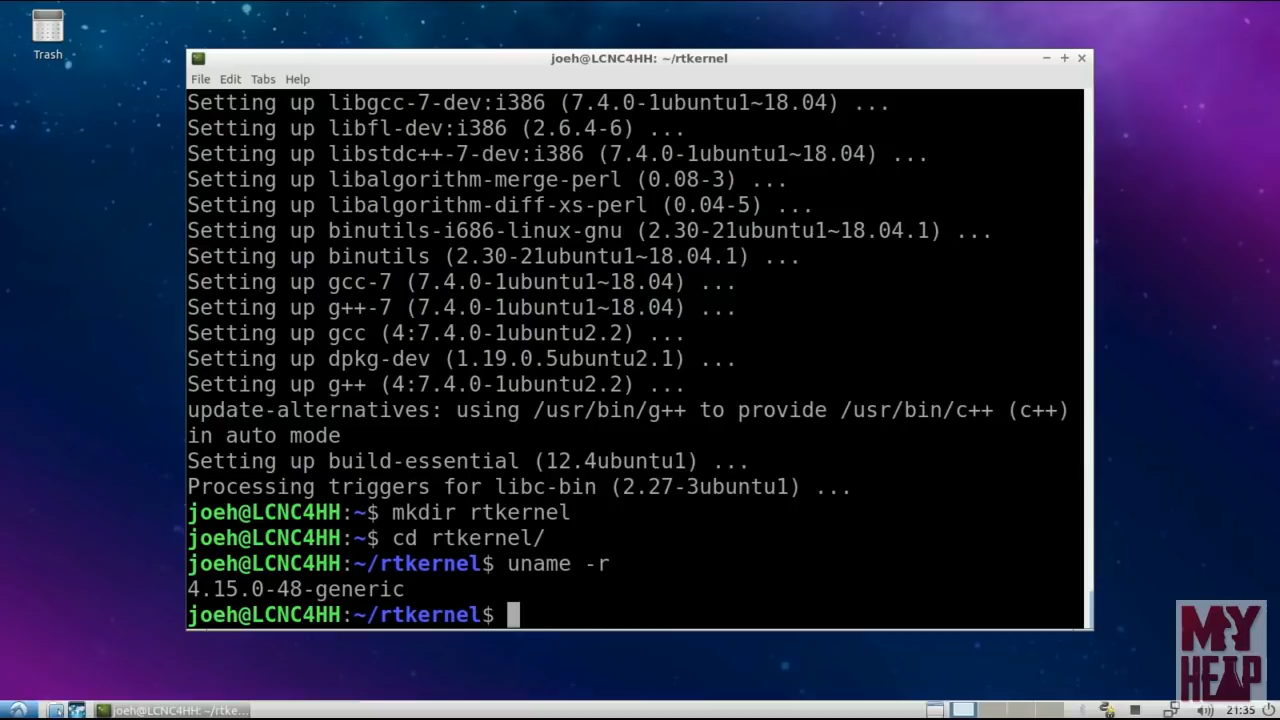 Trash
joeh@LCNC4HH: ~/rtkernel
File Edit Tabs Help
Setting up libgcc-7-dev:i386 (7.4.0-1ubuntu1~18.04) ...
Setting up libfl-dev:i386 (2.6.4-6) ...
Setting up libstdc++-7-dev:i386 (7.4.0-1ubuntu1~18.04) ...
Setting up libalgorithm-merge-perl (0.08-3) ...
Setting up libalgorithm-diff-xs-perl (0.04-5) ...
Setting up binutils-i686-linux-gnu (2.30-21ubuntu1~18.04.1) ...
Setting up binutils (2.30-21ubuntu1~18.04.1) ...
Setting up gcc-7 (7.4.0-1ubuntu1~18.04) ...
Setting up g++-7 (7.4.0-1ubuntu1~18.04) ...
Setting up gcc (4:7.4.0-1ubuntu2.2) ...
Setting up dpkg-dev (1.19.0.5ubuntu2.1) ...
Setting up g++ (4:7.4.0-1ubuntu2.2) ...
update-alternatives: using /usr/bin/g++ to provide /usr/bin/c++ (c++)
in auto mode
Setting up build-essential (12.4ubuntu1) ...
Processing triggers for libc-bin (2.27-3ubuntu1) ...
joeh@LCNC4HH:~$ mkdir rtkernel
joeh@LCNC4HH:~$ cd rtkernel/
joeh@LCNC4HH:~/rtkernel$ uname -r
4.15.0-48-generic
joeh@LCNC4HH:~/rtkernel$
MY
HEAP
joeh@LCNC4HH: ~/rtke...
21:35